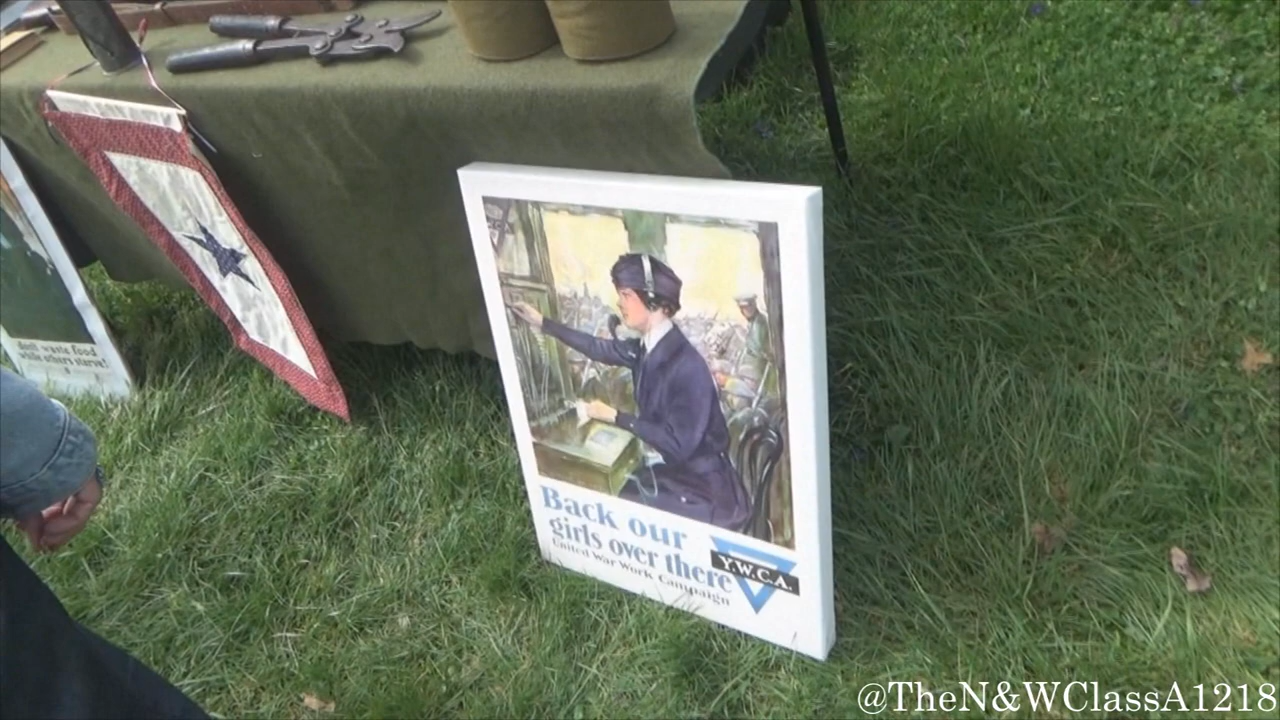 don't waste food
while others starve!
Back our
girls over there
United War Work Campaign
Y.W.C.A.
@TheN&WClassA1218